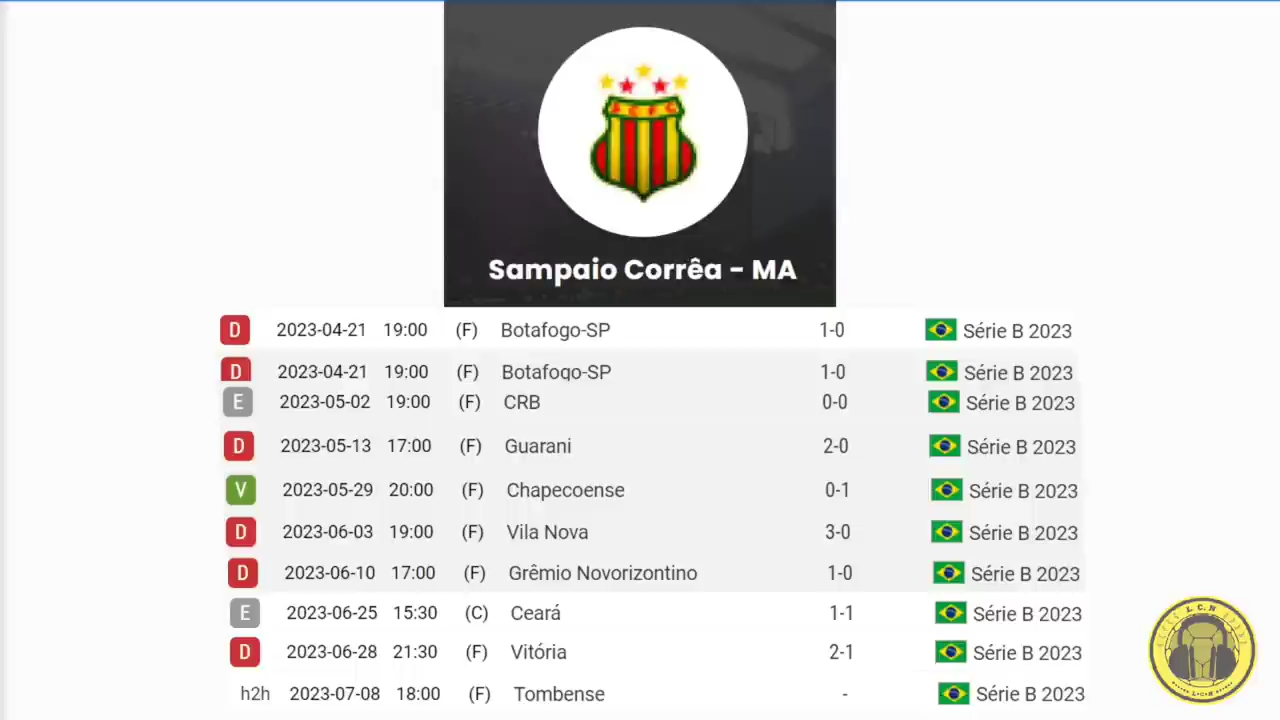 Sampaio Corrêa - MA
D 2023-04-21 19:00 (F) Botafogo-SP 1-0 Série B 2023
D 2023-04-21 19:00 (F) Botafogo-SP 1-0 Série B 2023
E 2023-05-02 19:00 (F) CRB 0-0 Série B 2023
D 2023-05-13 17:00 (F) Guarani 2-0 Série B 2023
V 2023-05-29 20:00 (F) Chapecoense 0-1 Série B 2023
D 2023-06-03 19:00 (F) Vila Nova 3-0 Série B 2023
D 2023-06-10 17:00 (F) Grêmio Novorizontino 1-0 Série B 2023
E 2023-06-25 15:30 (C) Ceará 1-1 Série B 2023
D 2023-06-28 21:30 (F) Vitória 2-1 Série B 2023
h2h 2023-07-08 18:00 (F) Tombense - Série B 2023
L.C.N